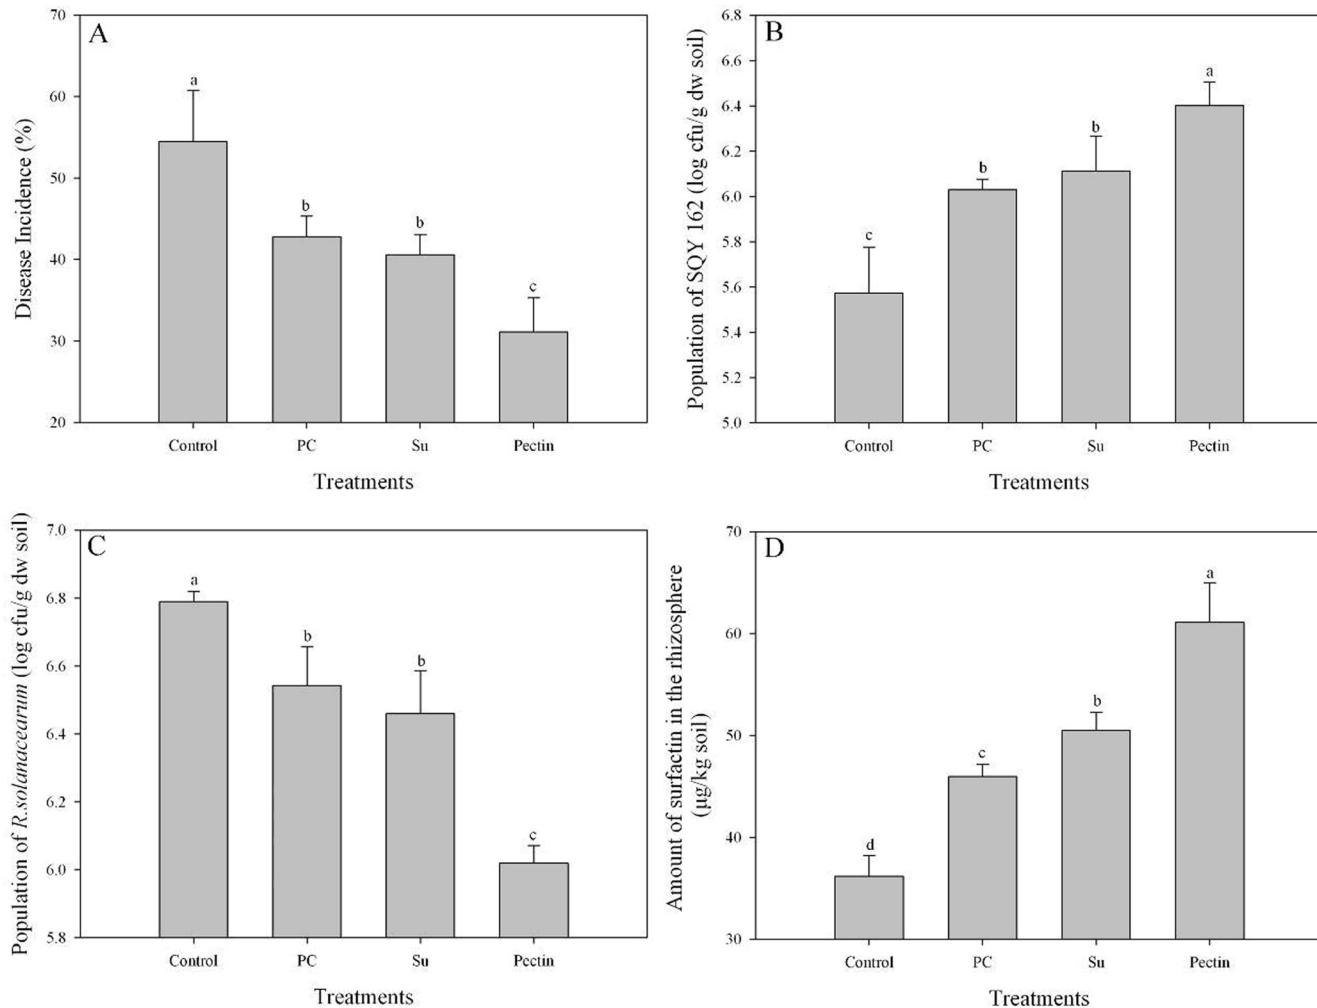 A
Disease Incidence (%)
70
60
50
40
30
20
a
b
b
c
Control PC Su Pectin
Treatments
B
Population of SQY 162 (log cfu/g dw soil)
6.8
6.6
6.4
6.2
6.0
5.8
5.6
5.4
5.2
5.0
c
b
b
a
Control PC Su Pectin
Treatments
C
Population of R.solanacearum (log cfu/g dw soil)
7.0
6.8
6.6
6.4
6.2
6.0
5.8
a
b
b
c
Control PC Su Pectin
Treatments
D
Amount of surfactin in the rhizosphere
(µg/kg soil)
70
60
50
40
30
d
c
b
a
Control PC Su Pectin
Treatments